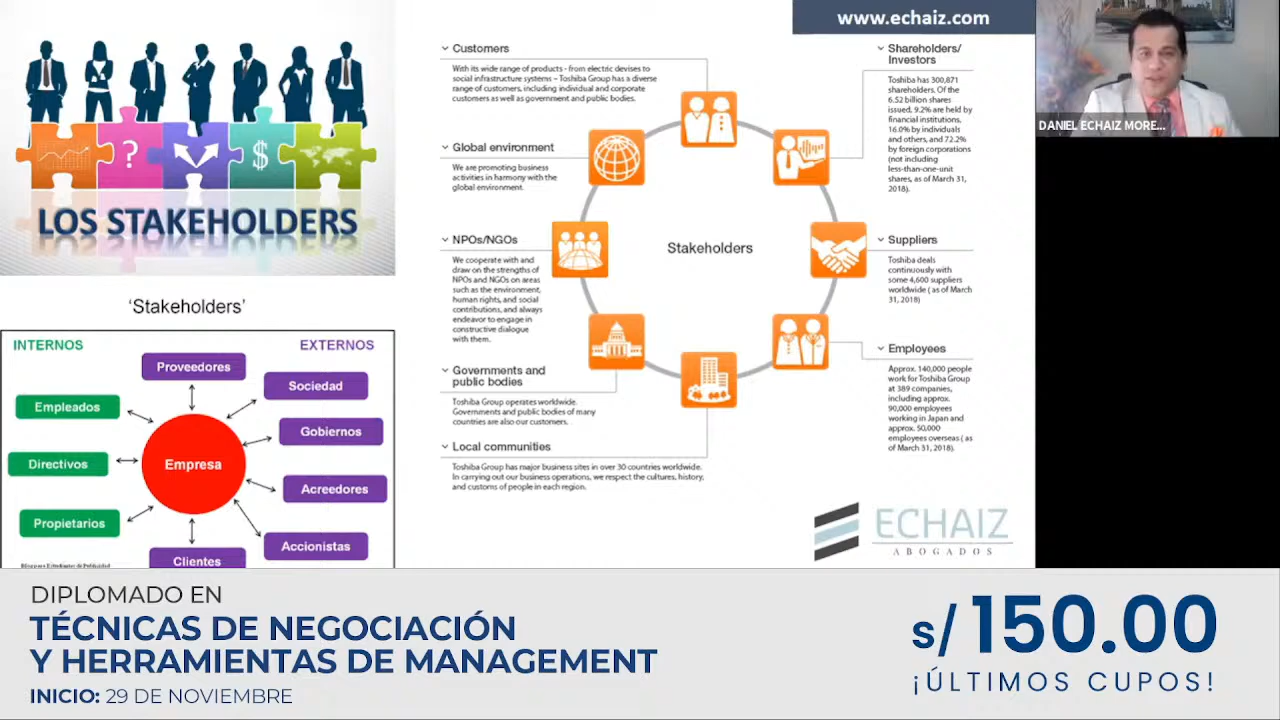 LOS STAKEHOLDERS
'Stakeholders'
INTERNOS
EXTERNOS
Proveedores
Sociedad
Empleados
Gobiernos
Directivos
Empresa
Acreedores
Propietarios
Accionistas
Clientes
www.echaiz.com
Customers
With its wide range of products - from electric devises to
social infrastructure systems – Toshiba Group has a diverse
range of customers, including individual and corporate
customers as well as government and public bodies.
Global environment
We are promoting business
activities in harmony with the
global environment.
NPOs/NGOs
We cooperate with and
draw on the strengths of
NPOs and NGOs on areas
such as the environment,
human rights, and social
contributions, and always
endeavor to engage in
constructive dialogue
with them.
Governments and
public bodies
Toshiba Group operates worldwide.
Governments and public bodies of many
countries are also our customers.
Local communities
Toshiba Group has major business sites in over 30 countries worldwide.
In carrying out our business operations, we respect the cultures, history,
and customs of people in each region.
Stakeholders
Shareholders/
Investors
Toshiba has 300,871
shareholders. Of the
6.52 billion shares
issued, 9.2% are held by
financial institutions,
16.0% by individuals
and others, and 72.2%
by foreign corporations
(not including
less-than-one-unit
shares, as of March 31,
2018).
Suppliers
Toshiba deals
continuously with
some 4,600 suppliers
worldwide ( as of March
31, 2018)
Employees
Approx. 140,000 people
work for Toshiba Group
at 389 companies,
including approx.
90,000 employees
working in Japan and
approx. 50,000
employees overseas ( as
of March 31, 2018).
ECHAIZ
ABOGADOS
DANIEL ECHAIZ MORE...
DIPLOMADO EN
TÉCNICAS DE NEGOCIACIÓN
Y HERRAMIENTAS DE MANAGEMENT
INICIO: 29 DE NOVIEMBRE
s/150.00
¡ÚLTIMOS CUPOS!